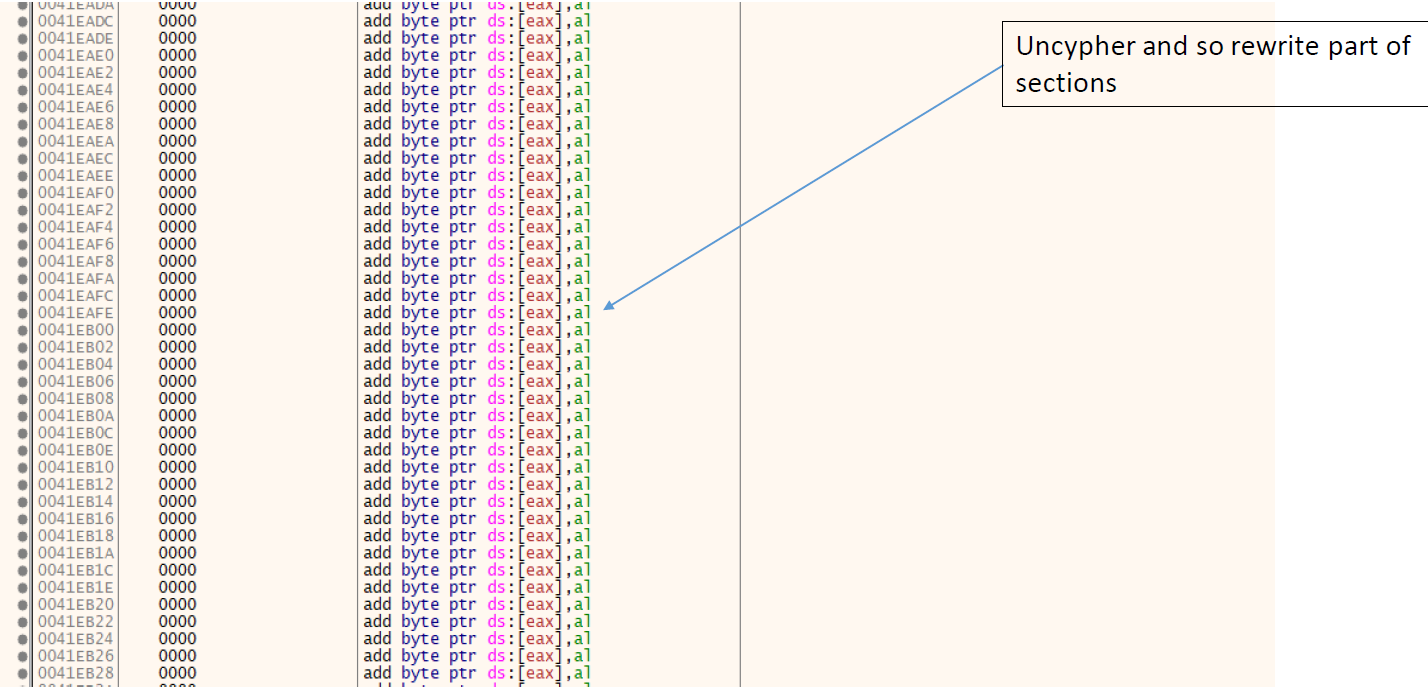 0041EADA 0000 add byte ptr ds:[eax],al
0041EADC 0000 add byte ptr ds:[eax],al
0041EADE 0000 add byte ptr ds:[eax],al
Uncypher and so rewrite part of
sections
0041EAE0 0000 add byte ptr ds:[eax],al
0041EAE2 0000 add byte ptr ds:[eax],al
0041EAE4 0000 add byte ptr ds:[eax],al
0041EAE6 0000 add byte ptr ds:[eax],al
0041EAE8 0000 add byte ptr ds:[eax],al
0041EAEA 0000 add byte ptr ds:[eax],al
0041EAEC 0000 add byte ptr ds:[eax],al
0041EAEE 0000 add byte ptr ds:[eax],al
0041EAF0 0000 add byte ptr ds:[eax],al
0041EAF2 0000 add byte ptr ds:[eax],al
0041EAF4 0000 add byte ptr ds:[eax],al
0041EAF6 0000 add byte ptr ds:[eax],al
0041EAF8 0000 add byte ptr ds:[eax],al
0041EAFA 0000 add byte ptr ds:[eax],al
0041EAFC 0000 add byte ptr ds:[eax],al
0041EAFE 0000 add byte ptr ds:[eax],al
0041EB00 0000 add byte ptr ds:[eax],al
0041EB02 0000 add byte ptr ds:[eax],al
0041EB04 0000 add byte ptr ds:[eax],al
0041EB06 0000 add byte ptr ds:[eax],al
0041EB08 0000 add byte ptr ds:[eax],al
0041EB0A 0000 add byte ptr ds:[eax],al
0041EB0C 0000 add byte ptr ds:[eax],al
0041EB0E 0000 add byte ptr ds:[eax],al
0041EB10 0000 add byte ptr ds:[eax],al
0041EB12 0000 add byte ptr ds:[eax],al
0041EB14 0000 add byte ptr ds:[eax],al
0041EB16 0000 add byte ptr ds:[eax],al
0041EB18 0000 add byte ptr ds:[eax],al
0041EB1A 0000 add byte ptr ds:[eax],al
0041EB1C 0000 add byte ptr ds:[eax],al
0041EB1E 0000 add byte ptr ds:[eax],al
0041EB20 0000 add byte ptr ds:[eax],al
0041EB22 0000 add byte ptr ds:[eax],al
0041EB24 0000 add byte ptr ds:[eax],al
0041EB26 0000 add byte ptr ds:[eax],al
0041EB28 0000 add byte ptr ds:[eax],al